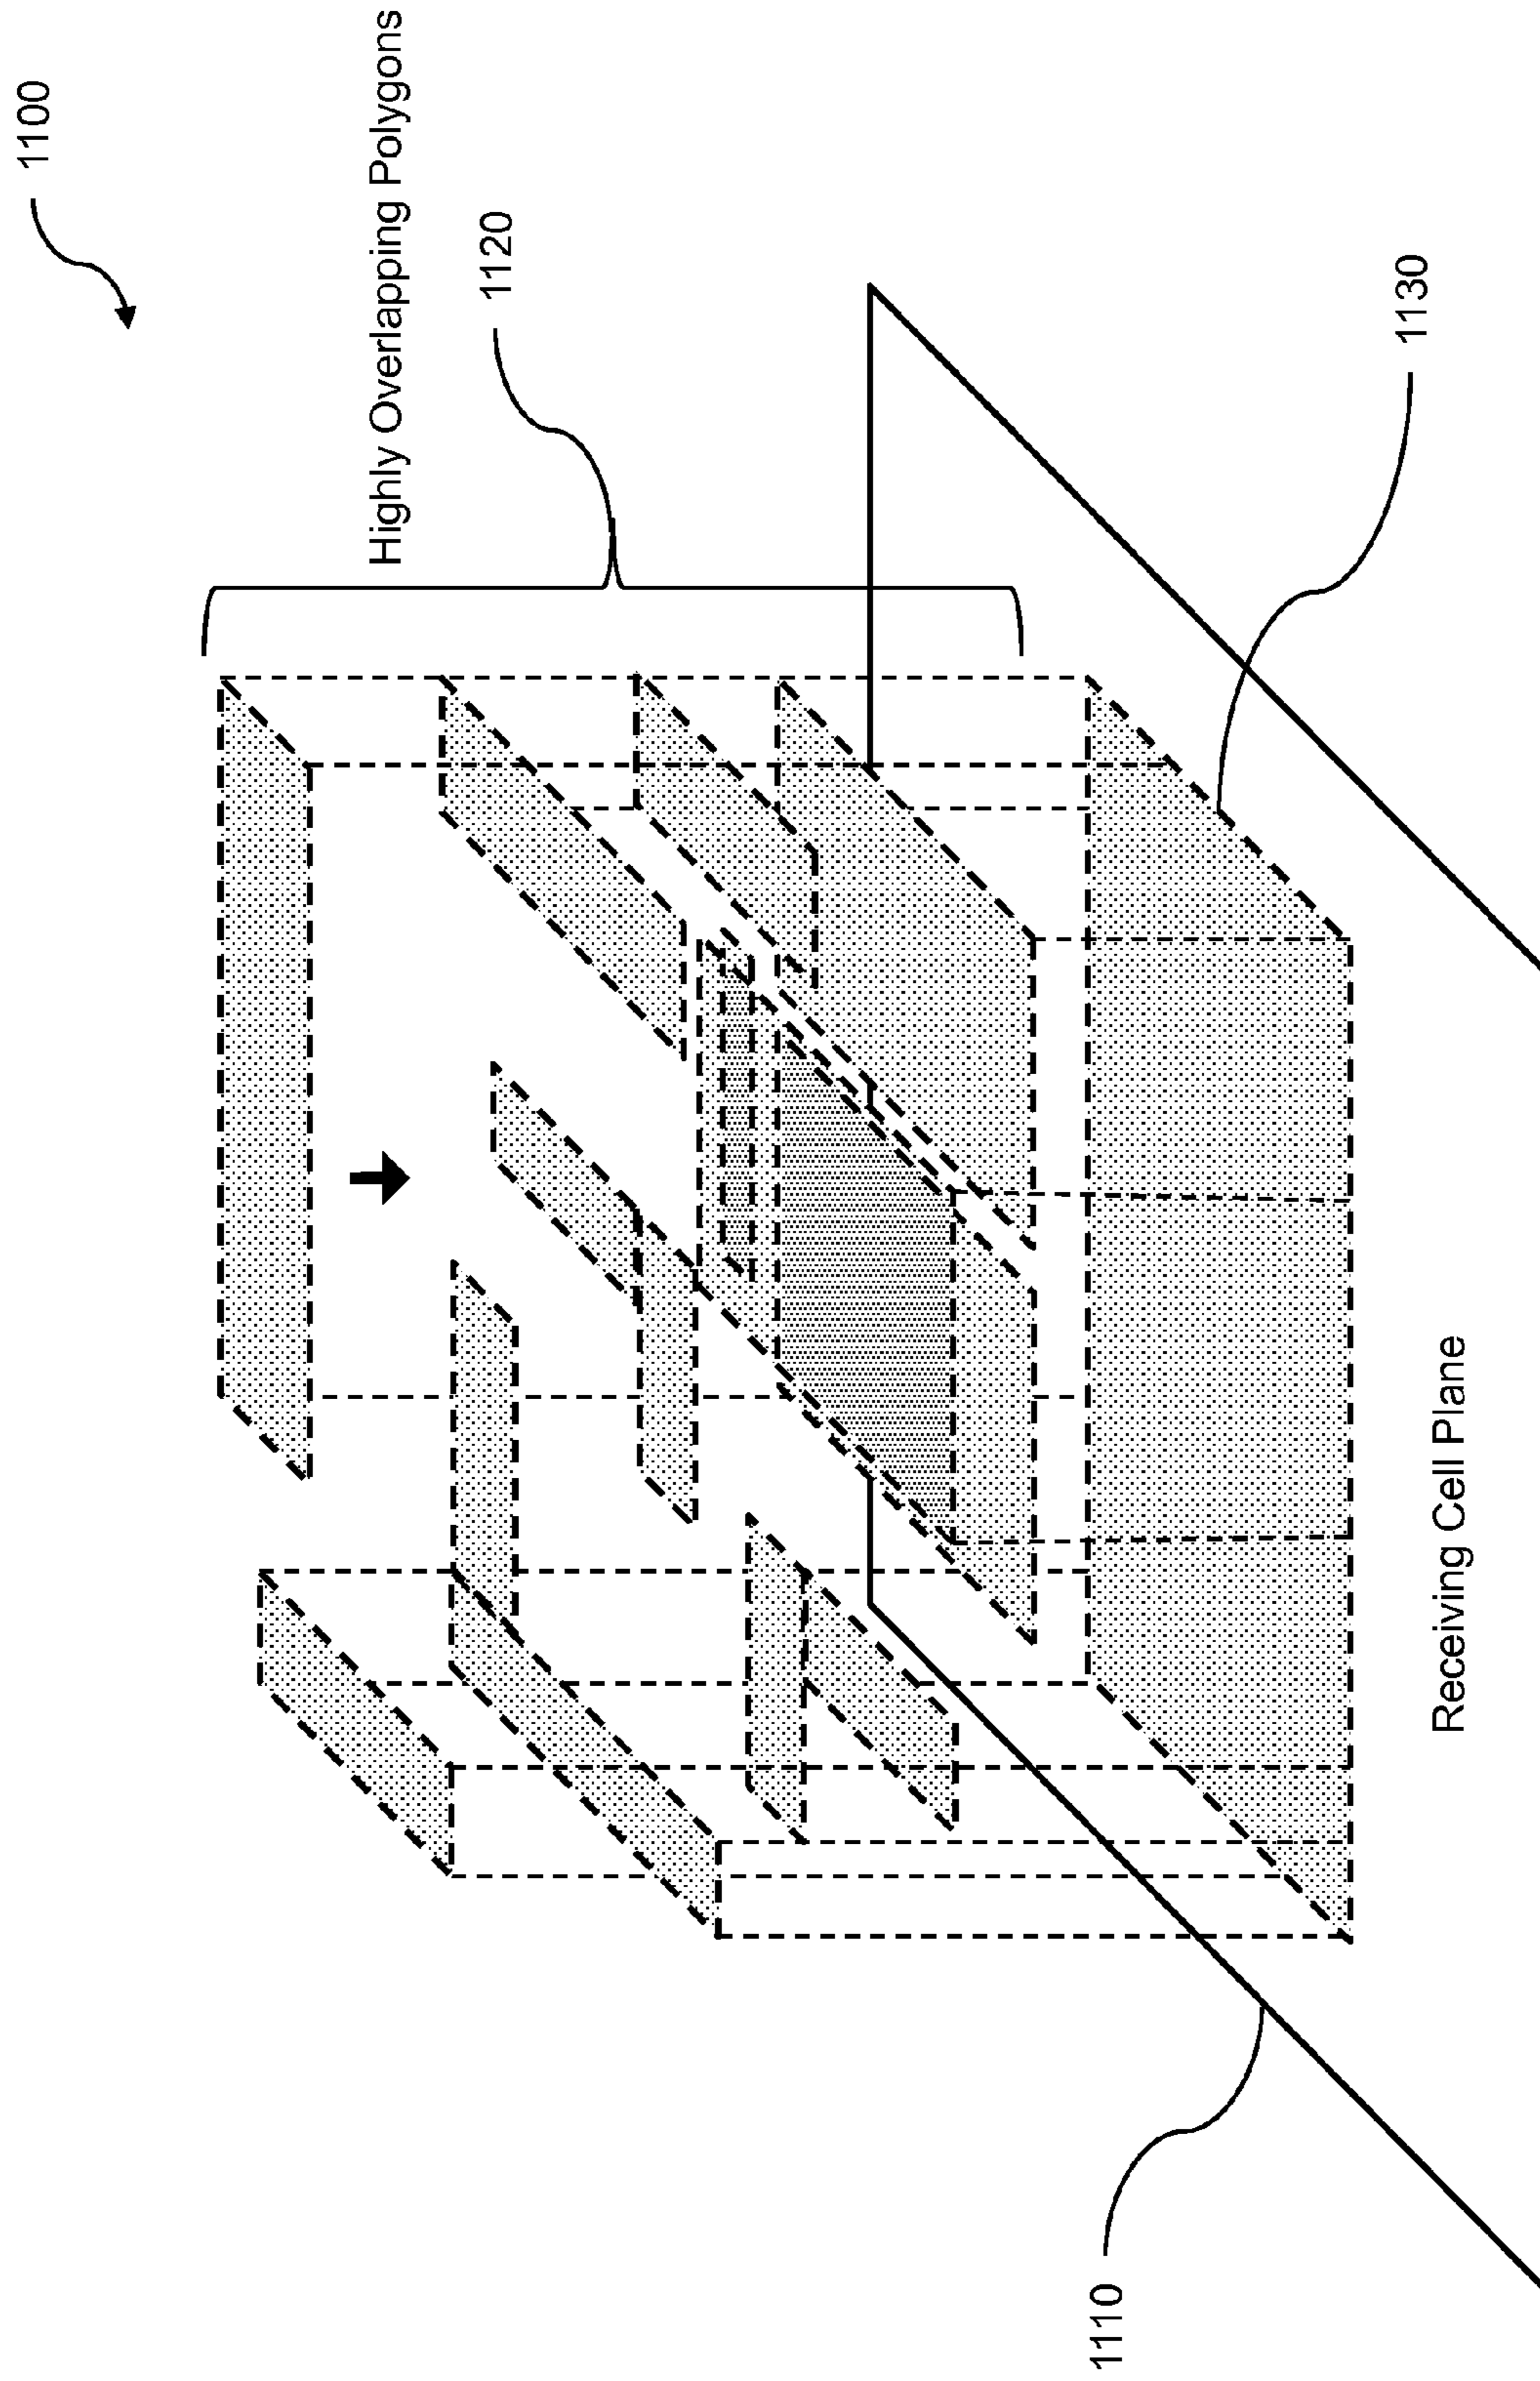 1100
Highly Overlapping Polygons
1120
1130
Receiving Cell Plane
1110